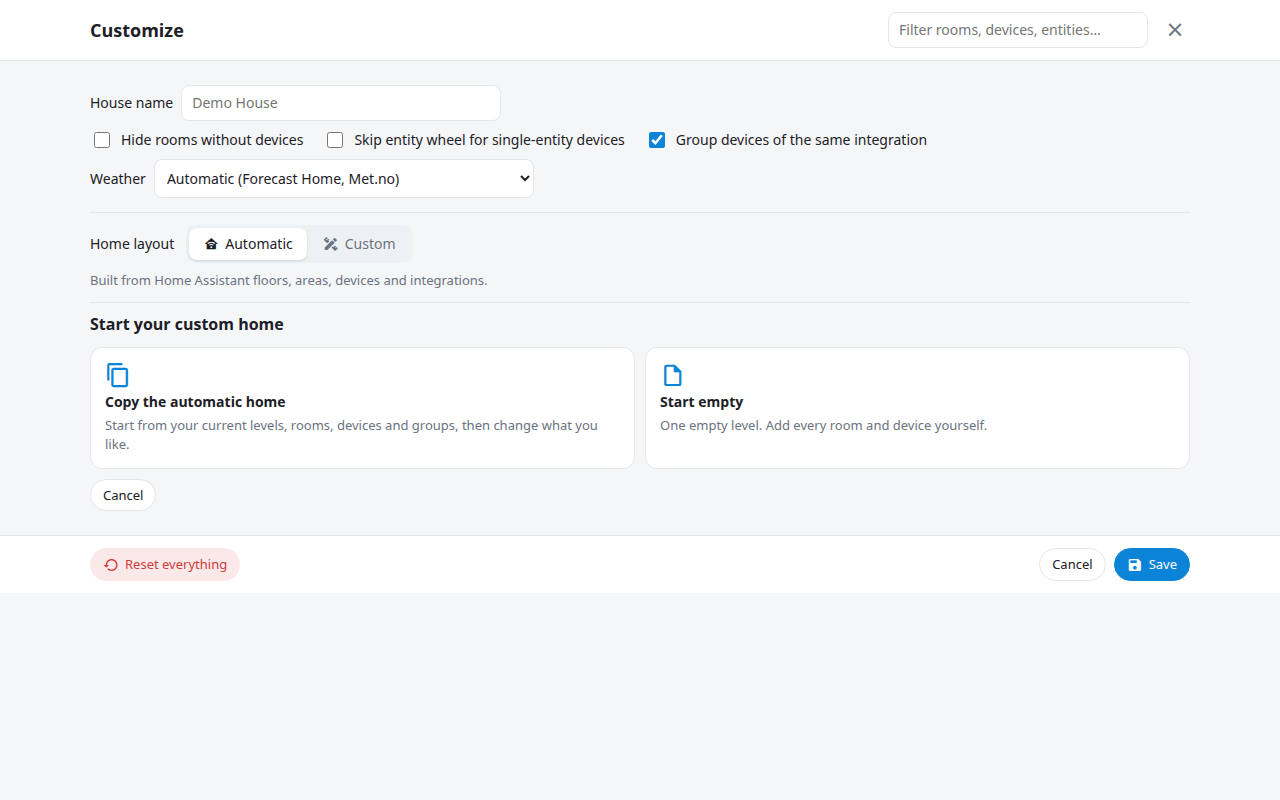 Customize
Filter rooms, devices, entities...
House name
Demo House
Hide rooms without devices
Skip entity wheel for single-entity devices
Group devices of the same integration
Weather
Automatic (Forecast Home, Met.no)
Home layout
Automatic
Custom
Built from Home Assistant floors, areas, devices and integrations.
Start your custom home
Copy the automatic home
Start from your current levels, rooms, devices and groups, then change what you
like.
Start empty
One empty level. Add every room and device yourself.
Cancel
Reset everything
Cancel
Save